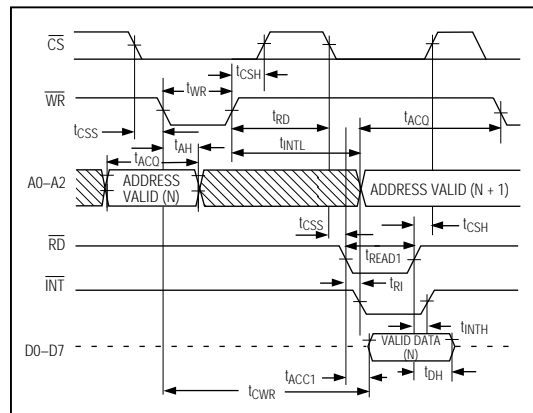 CS
tCSH
tWR
WR
tRD
tACQ
tCSS
tAH
tINTL
tACQ
A0–A2
ADDRESS
VALID (N)
ADDRESS VALID (N + 1)
tCSS
tCSH
RD
tREAD1
tRI
INT
tINTH
D0–D7
VALID DATA
(N)
tACC1
tDH
tCWR